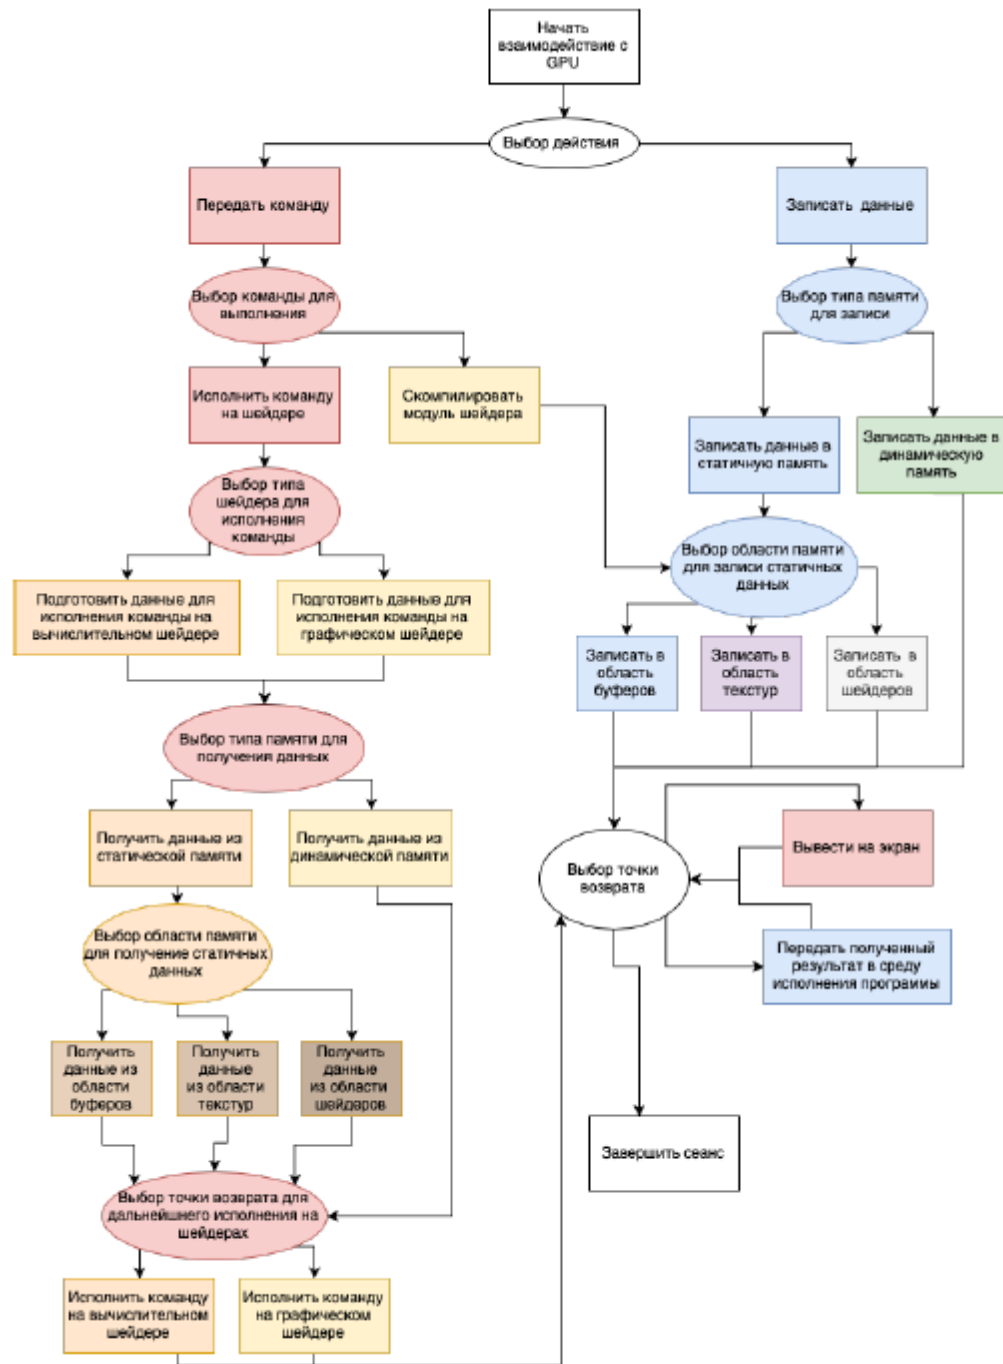 Начать
взаимодействие с
GPU
Выбор действия
Передать команду
Записать данные
Выбор команды для
выполнения
Выбор типа памяти
для записи
Исполнить команду
на шейдере
Скомпилировать
модуль шейдера
Записать данные в
статичную память
Записать данные в
динамическую
память
Выбор типа
шейдера для
исполнения
команды
Выбор области памяти
для записи статичных
данных
Подготовить данные для
исполнения команды на
вычислительном шейдере
Подготовить данные для
исполнения команды на
графическом шейдере
Записать в
область
буферов
Записать в
область
текстур
Записать в
область
шейдеров
Выбор типа памяти для
получения данных
Получить данные из
статической памяти
Получить данные
из динамической памяти
Выбор точки
возврата
Вывести на экран
Выбор области памяти
для получение статичных
данных
Передать полученный
результат в среду
исполнения программы
Получить
данные из
области
буферов
Получить
данные
из области
текстур
Получить
данные
из области
шейдеров
Завершить сеанс
Выбор точки возврата для
дальнейшнего исполнения на
шейдерах
Исполнить команду
на вычислительном
шейдере
Исполнить команду
на графическом
шейдере